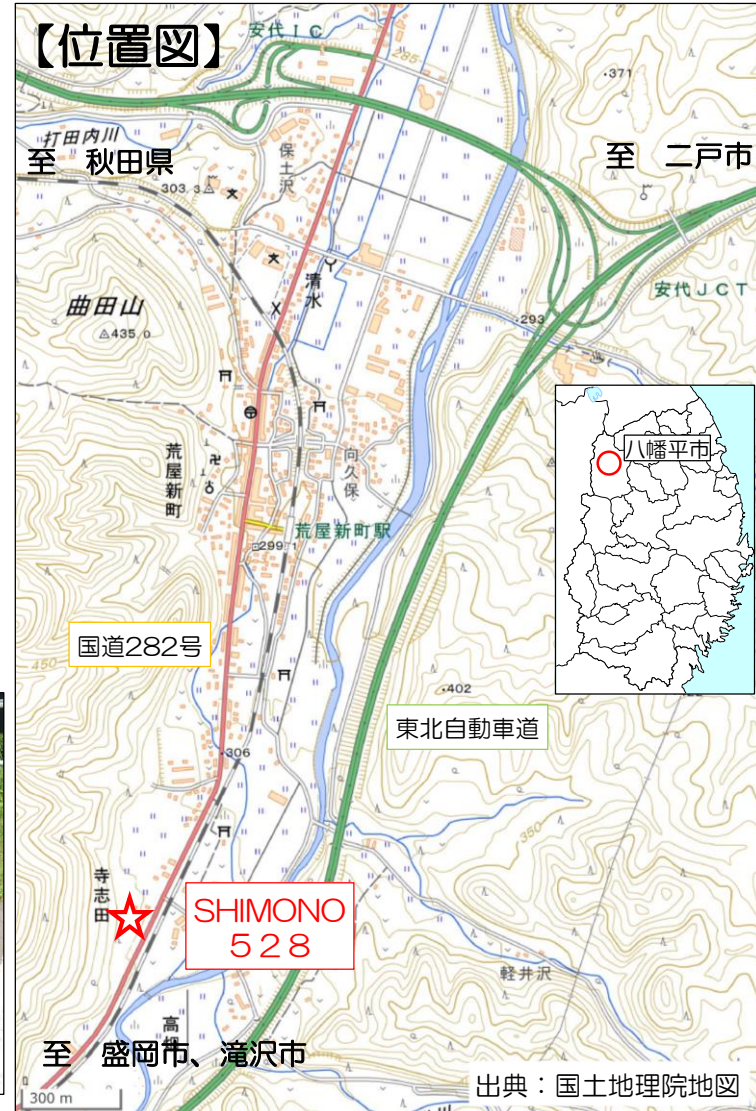 【位置図】
安代IC
285
・371
打田内川
至 秋田県
保土沢
303.3
至 二戸市
清水
安代JCT
曲田山
435.0
・293
八幡平市
荒屋新町
向久保
荒屋新町駅
299.1
国道282号
450
・402
東北自動車道
・306
350
寺志田
SHIMONO
528
軽井沢
高畑
至 盛岡市、滝沢市
300 m
出典：国土地理院地図